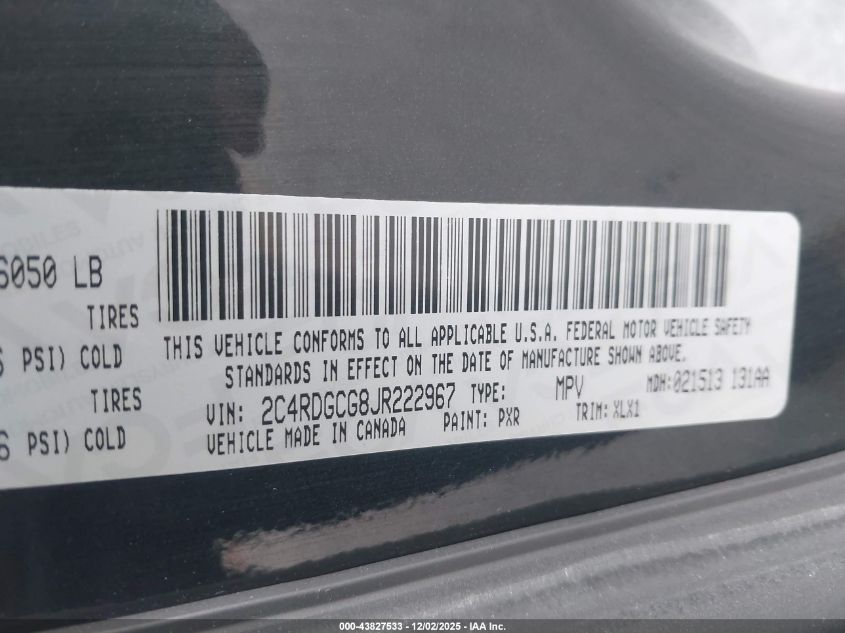 6050 LB
TIRES
PSI) COLD
TIRES
PSI) COLD
THIS VEHICLE CONFORMS TO ALL APPLICABLE U.S.A. FEDERAL MOTOR VEHICLE SAFETY
STANDARDS IN EFFECT ON THE DATE OF MANUFACTURE SHOWN ABOVE.
VIN: 2C4RDGCG8JR222967 TYPE: MPV MDH:021513 131AA
VEHICLE MADE IN CANADA PAINT: PXR TRIM: XLX1
000-43827533 - 12/02/2025 - IAA Inc.